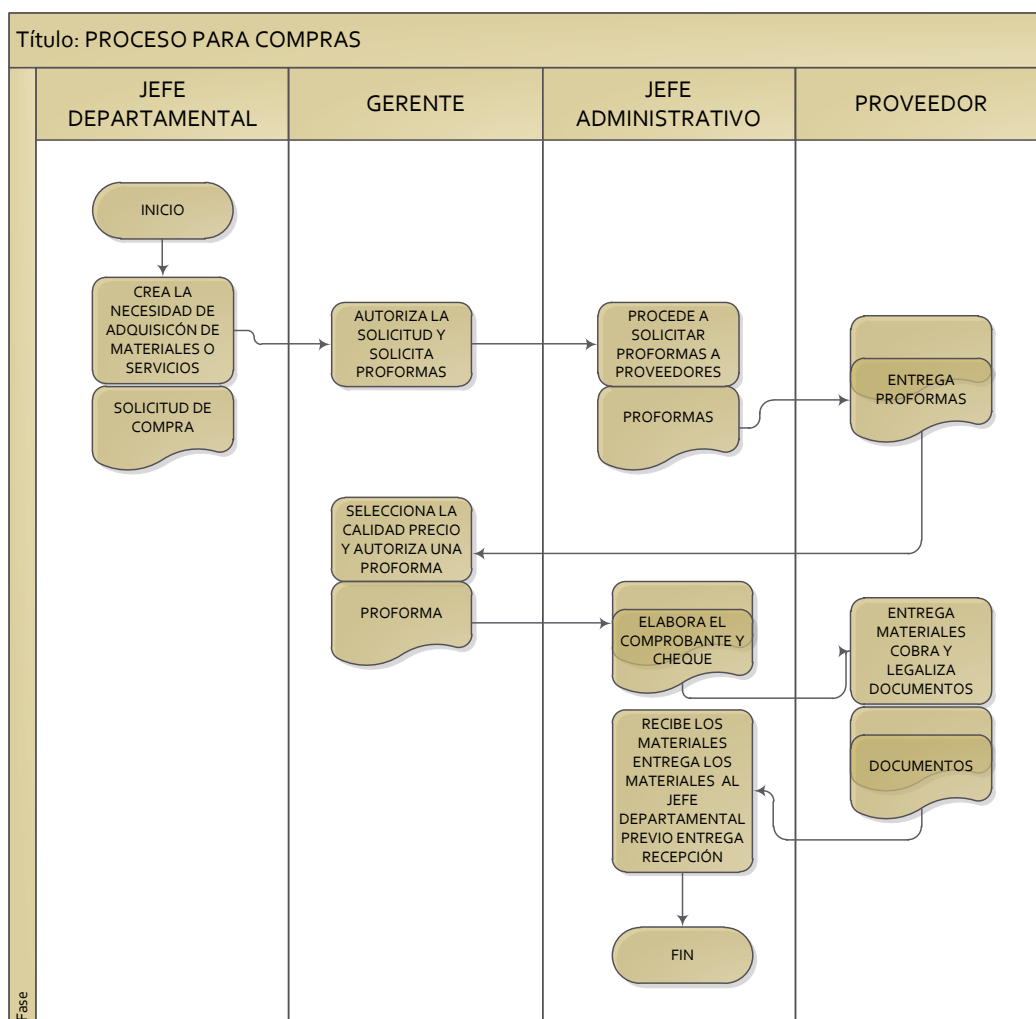 Título: PROCESO PARA COMPRAS
JEFE
DEPARTAMENTAL
GERENTE
JEFE
ADMINISTRATIVO
PROVEEDOR
INICIO
CREA LA
NECESIDAD DE
ADQUISICÓN DE
MATERIALES O
SERVICIOS
SOLICITUD DE
COMPRA
AUTORIZA LA
SOLICITUD Y
SOLICITA
PROFORMAS
PROCEDE A
SOLICITAR
PROFORMAS A
PROVEEDORES
PROFORMAS
ENTREGA
PROFORMAS
SELECCIONA LA
CALIDAD PRECIO
Y AUTORIZA UNA
PROFORMA
PROFORMA
ELABORA EL
COMPROBANTE Y
CHEQUE
ENTREGA
MATERIALES
COBRA Y
LEGALIZA
DOCUMENTOS
DOCUMENTOS
RECIBE LOS
MATERIALES
ENTREGA LOS
MATERIALES AL
JEFE
DEPARTAMENTAL
PREVIO ENTREGA
RECEPCIÓN
FIN
Fase